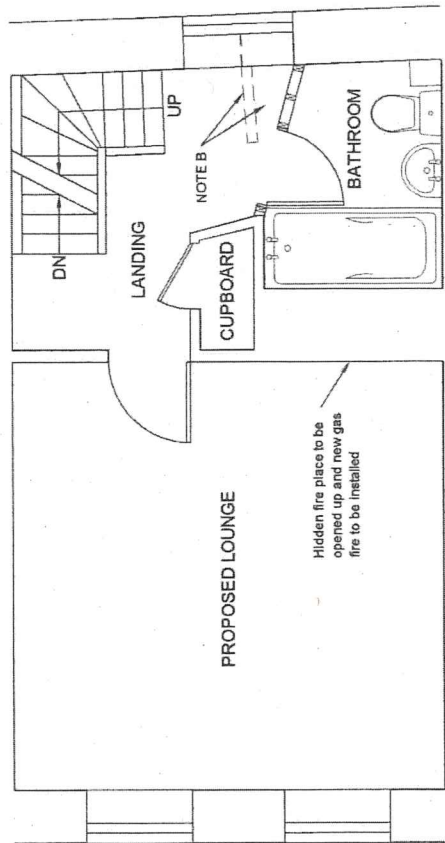 DN
UP
LANDING
NOTE B
CUPBOARD
BATHROOM
PROPOSED LOUNGE
Hidden fire place to be
opened up and new gas
fire to be installed